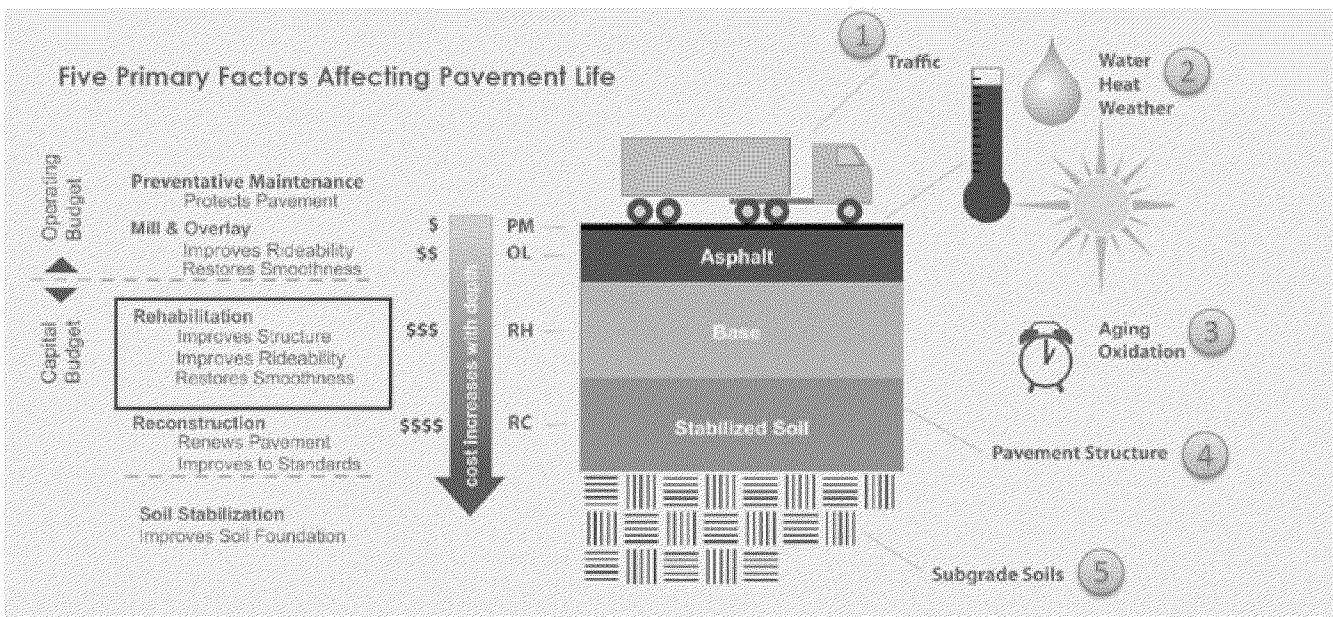 Five Primary Factors Affecting Pavement Life
Operating
Budget
Capital
Budget
Preventative Maintenance
Protects Pavement
Mill & Overlay
Improves Rideability
Restores Smoothness
Rehabilitation
Improves Structure
Improves Rideability
Restores Smoothness
Reconstruction
Renews Pavement
Improves to Standards
Soil Stabilization
Improves Soil Foundation
$
$$
$$$
$$$$
cost increases with depth
PM
OL
RH
RC
Asphalt
Base
Stabilized Soil
1
Traffic
Water
Heat
Weather
2
Aging
Oxidation
3
Pavement Structure
4
Subgrade Soils
5